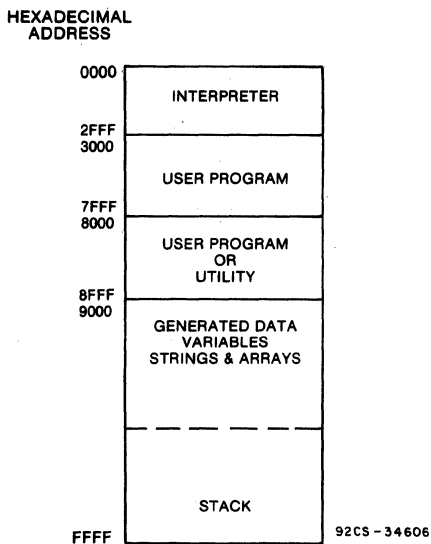 HEXADECIMAL
ADDRESS
0000
INTERPRETER
2FFF
3000
USER PROGRAM
7FFF
8000
USER PROGRAM
OR
UTILITY
8FFF
9000
GENERATED DATA
VARIABLES
STRINGS & ARRAYS
STACK
FFFF
92CS-34606